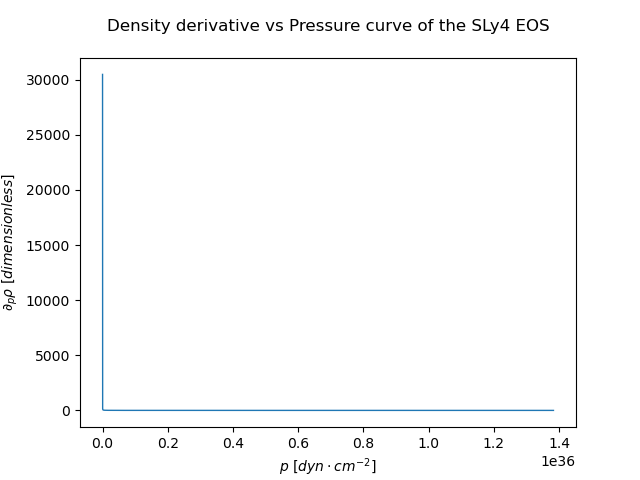 Density derivative vs Pressure curve of the SLy4 EOS
30000
25000
20000
15000
10000
5000
0
∂ₚρ [dimensionless]
0.0 0.2 0.4 0.6 0.8 1.0 1.2 1.4
1e36
p [dyn · cm⁻²]